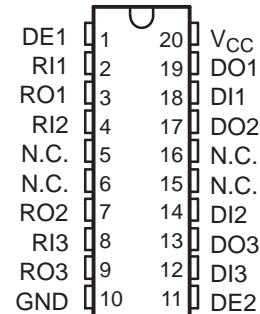 DE1 1 20 VCC
RI1 2 19 DO1
RO1 3 18 DI1
RI2 4 17 DO2
N.C. 5 16 N.C.
N.C. 6 15 N.C.
RO2 7 14 DI2
RI3 8 13 DO3
RO3 9 12 DI3
GND 10 11 DE2